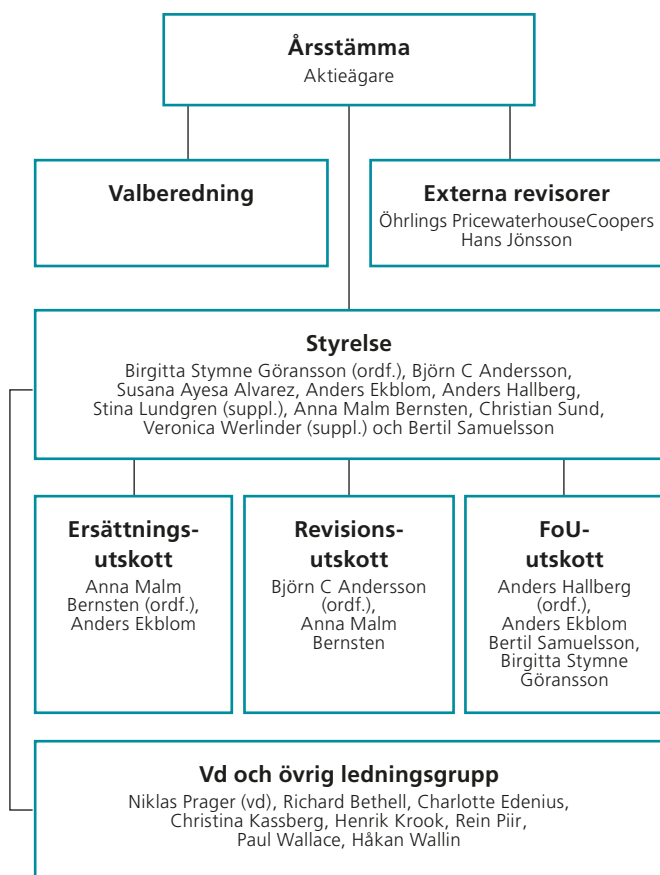 Årsstämma
Aktieägare
Valberedning
Externa revisorer
Öhrlings PricewaterhouseCoopers
Hans Jönsson
Styrelse
Birgitta Stymne Göransson (ordf.), Björn C Andersson,
Susana Ayesa Alvarez, Anders Ekblom, Anders Hallberg,
Stina Lundgren (suppl.), Anna Malm Bernsten, Christian Sund,
Veronica Werlinder (suppl.) och Bertil Samuelsson
Ersättnings-
utskott
Anna Malm
Bernsten (ordf.),
Anders Ekblom
Revisions-
utskott
Björn C Andersson
(ordf.),
Anna Malm
Bernsten
FoU-
utskott
Anders Hallberg
(ordf.),
Anders Ekblom
Bertil Samuelsson,
Birgitta Stymne
Göransson
Vd och övrig ledningsgrupp
Niklas Prager (vd), Richard Bethell, Charlotte Edenius,
Christina Kassberg, Henrik Krook, Rein Piir,
Paul Wallace, Håkan Wallin